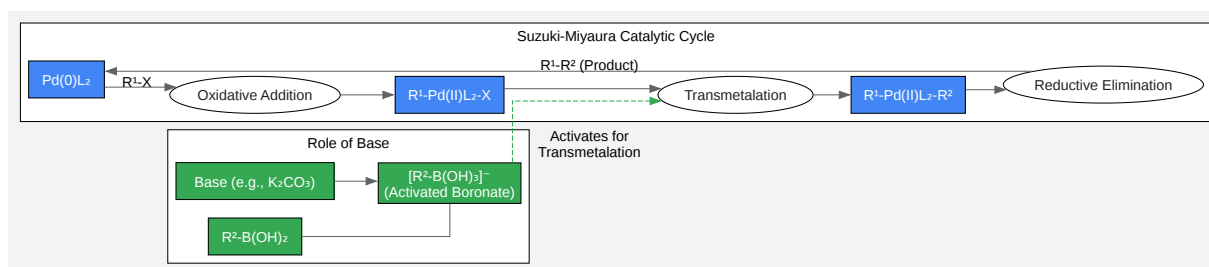 Suzuki-Miyaura Catalytic Cycle
R¹-R² (Product)
Pd(0)L₂
R¹-X
Oxidative Addition
R¹-Pd(II)L₂-X
Transmetalation
R¹-Pd(II)L₂-R²
Reductive Elimination
Role of Base
Activates for
Transmetalation
Base (e.g., K₂CO₃)
[R²-B(OH)₃]⁻
(Activated Boronate)
R²-B(OH)₂